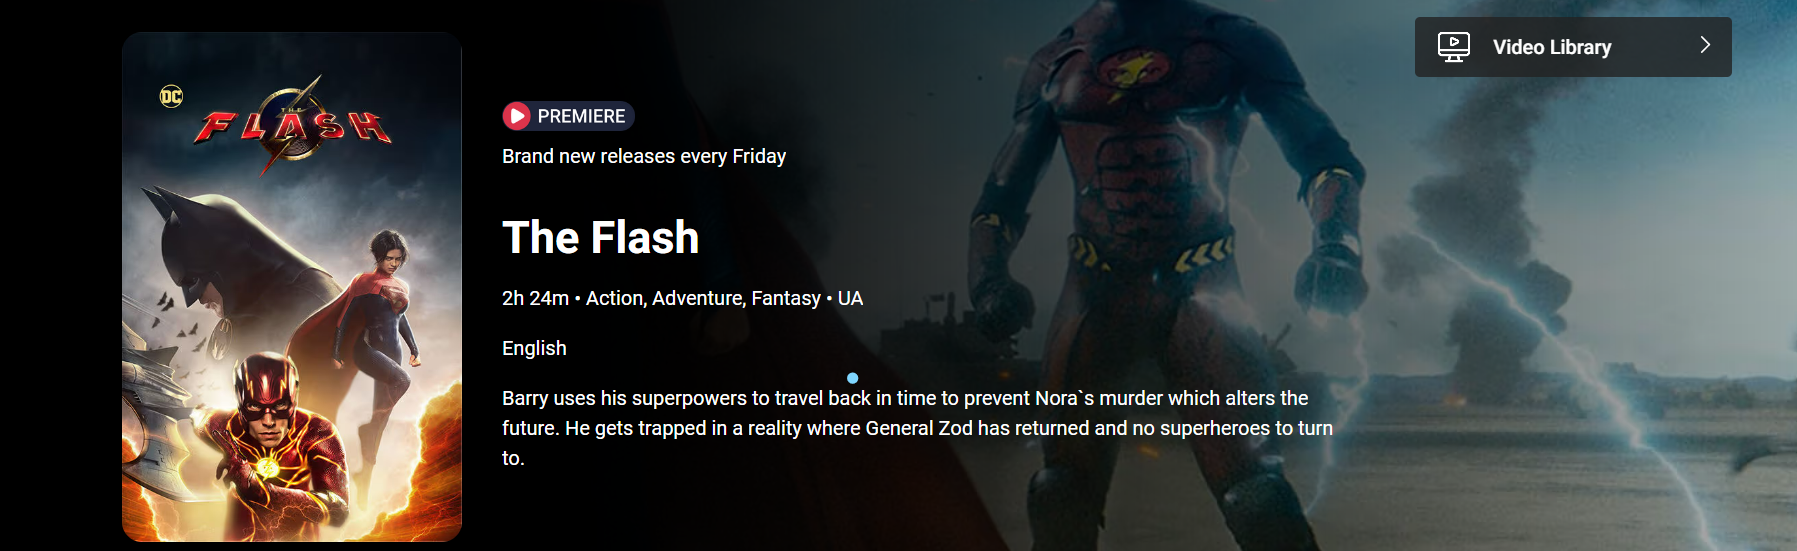 DC
THE
FLASH
PREMIERE
Brand new releases every Friday
The Flash
2h 24m • Action, Adventure, Fantasy • UA
English
Barry uses his superpowers to travel back in time to prevent Nora`s murder which alters the
future. He gets trapped in a reality where General Zod has returned and no superheroes to turn
to.
Video Library